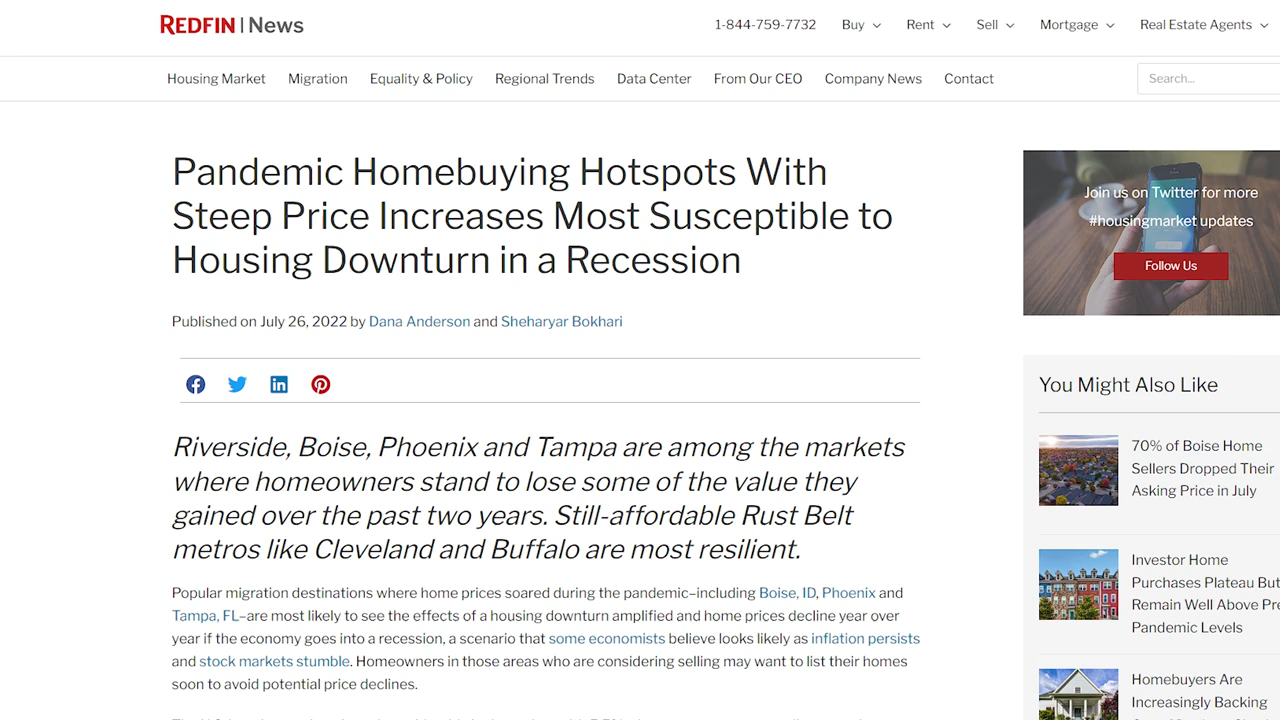 REDFIN | News
1-844-759-7732 Buy Rent Sell Mortgage Real Estate Agents
Housing Market Migration Equality & Policy Regional Trends Data Center From Our CEO Company News Contact
Search...
Pandemic Homebuying Hotspots With
Steep Price Increases Most Susceptible to
Housing Downturn in a Recession
Published on July 26, 2022 by Dana Anderson and Sheharyar Bokhari
Riverside, Boise, Phoenix and Tampa are among the markets
where homeowners stand to lose some of the value they
gained over the past two years. Still-affordable Rust Belt
metros like Cleveland and Buffalo are most resilient.
Popular migration destinations where home prices soared during the pandemic–including Boise, ID, Phoenix and
Tampa, FL–are most likely to see the effects of a housing downturn amplified and home prices decline year over
year if the economy goes into a recession, a scenario that some economists believe looks likely as inflation persists
and stock markets stumble. Homeowners in those areas who are considering selling may want to list their homes
soon to avoid potential price declines.
Join us on Twitter for more
#housingmarket updates
Follow Us
You Might Also Like
70% of Boise Home
Sellers Dropped Their
Asking Price in July
Investor Home
Purchases Plateau But
Remain Well Above Pre
Pandemic Levels
Homebuyers Are
Increasingly Backing